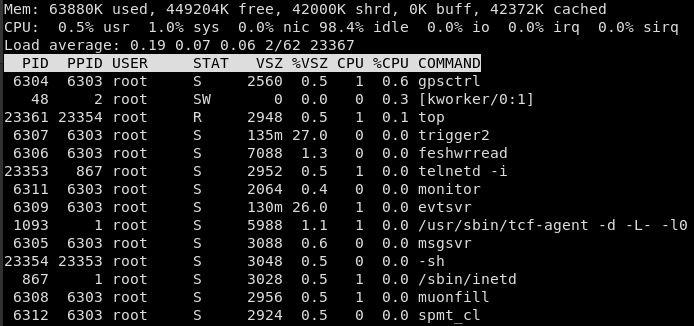 Mem: 63880K used, 449204K free, 42000K shrd, 0K buff, 42372K cached
CPU:  0.5% usr  1.0% sys  0.0% nic 98.4% idle  0.0% io  0.0% irq  0.0% sirq
Load average: 0.19 0.07 0.06 2/62 23367
  PID  PPID USER     STAT   VSZ %VSZ CPU %CPU COMMAND
 6304  6303 root     S     2560  0.5   1  0.6 gpsctrl
   48     2 root     SW       0  0.0   0  0.3 [kworker/0:1]
23361 23354 root     R     2948  0.5   1  0.1 top
 6307  6303 root     S     135m 27.0   0  0.0 trigger2
 6306  6303 root     S     7088  1.3   0  0.0 feshwrread
23353   867 root     S     2952  0.5   1  0.0 telnetd -i
 6311  6303 root     S     2064  0.4   0  0.0 monitor
 6309  6303 root     S     130m 26.0   1  0.0 evtsvr
 1093     1 root     S     5988  1.1   1  0.0 /usr/sbin/tcf-agent -d -L- -l0
 6305  6303 root     S     3088  0.6   0  0.0 msgsvr
23354 23353 root     S     3048  0.5   0  0.0 -sh
  867     1 root     S     3028  0.5   1  0.0 /sbin/inetd
 6308  6303 root     S     2956  0.5   1  0.0 muonfill
 6312  6303 root     S     2924  0.5   0  0.0 spmt_cl